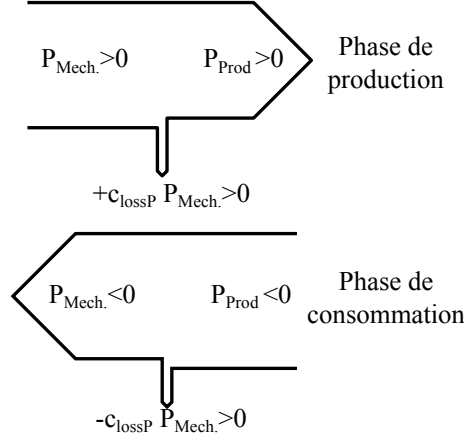 P_Mech.>0 P_Prod>0 Phase de
production
+c_lossP P_Mech.>0
P_Mech.<0 P_Prod<0 Phase de
consommation
-c_lossP P_Mech.>0